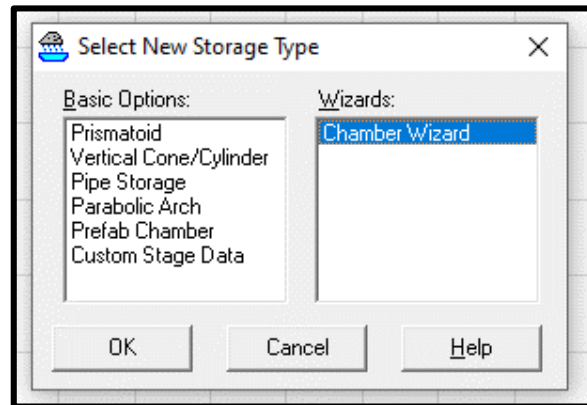 Select New Storage Type
Basic Options:
Prismatoid
Vertical Cone/Cylinder
Pipe Storage
Parabolic Arch
Prefab Chamber
Custom Stage Data
Wizards:
Chamber Wizard
OK
Cancel
Help